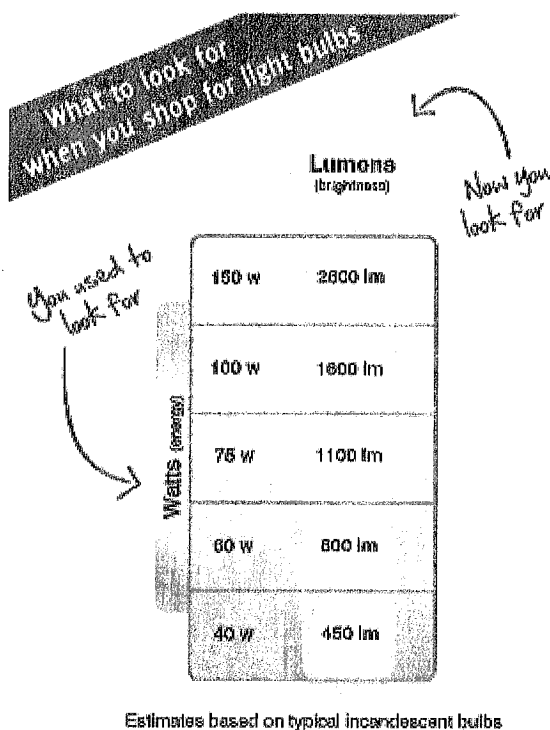 What to look for
when you shop for light bulbs
Lumens
(brightness)
Now you
look for
You used to
look for
Watts (energy)
150 w 2600 lm
100 w 1600 lm
75 w 1100 lm
60 w 800 lm
40 w 450 lm
Estimates based on typical incandescent bulbs